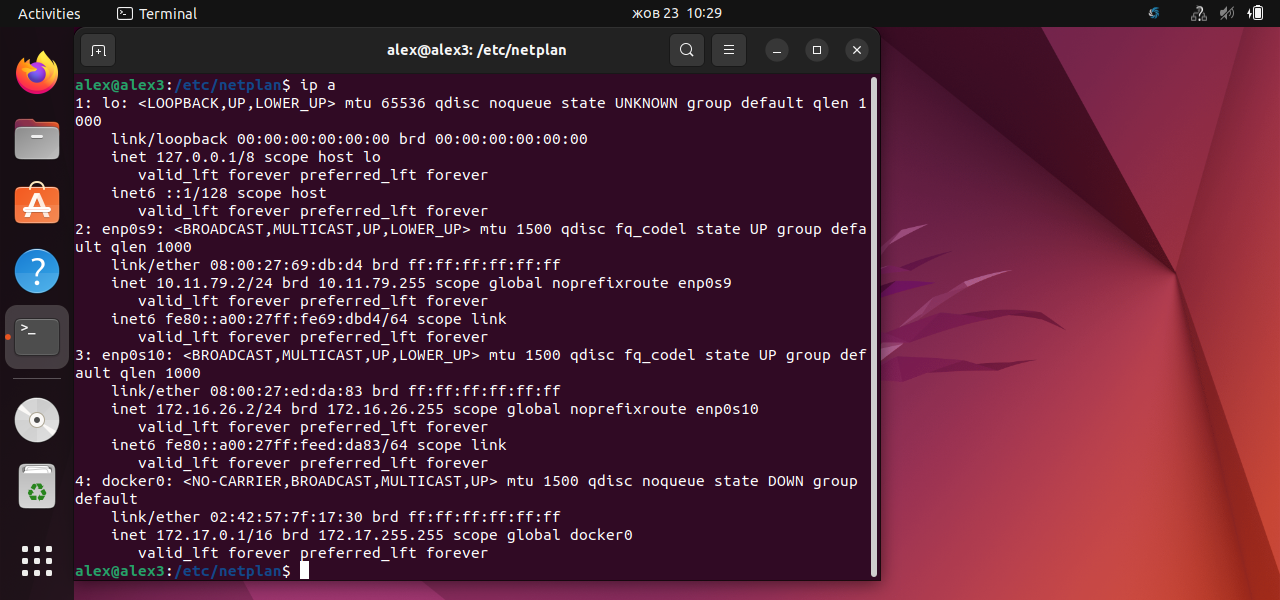 Activities
Terminal
жов 23 10:29
alex@alex3: /etc/netplan
alex@alex3:/etc/netplan$ ip a
1: lo: <LOOPBACK,UP,LOWER_UP> mtu 65536 qdisc noqueue state UNKNOWN group default qlen 1
000
link/loopback 00:00:00:00:00:00 brd 00:00:00:00:00:00
inet 127.0.0.1/8 scope host lo
valid_lft forever preferred_lft forever
inet6 ::1/128 scope host
valid_lft forever preferred_lft forever
2: enp0s9: <BROADCAST,MULTICAST,UP,LOWER_UP> mtu 1500 qdisc fq_codel state UP group defa
ult qlen 1000
link/ether 08:00:27:69:db:d4 brd ff:ff:ff:ff:ff:ff
inet 10.11.79.2/24 brd 10.11.79.255 scope global noprefixroute enp0s9
valid_lft forever preferred_lft forever
inet6 fe80::a00:27ff:fe69:dbd4/64 scope link
valid_lft forever preferred_lft forever
3: enp0s10: <BROADCAST,MULTICAST,UP,LOWER_UP> mtu 1500 qdisc fq_codel state UP group def
ault qlen 1000
link/ether 08:00:27:ed:da:83 brd ff:ff:ff:ff:ff:ff
inet 172.16.26.2/24 brd 172.16.26.255 scope global noprefixroute enp0s10
valid_lft forever preferred_lft forever
inet6 fe80::a00:27ff:feed:da83/64 scope link
valid_lft forever preferred_lft forever
4: docker0: <NO-CARRIER,BROADCAST,MULTICAST,UP> mtu 1500 qdisc noqueue state DOWN group
default
link/ether 02:42:57:7f:17:30 brd ff:ff:ff:ff:ff:ff
inet 172.17.0.1/16 brd 172.17.255.255 scope global docker0
valid_lft forever preferred_lft forever
alex@alex3:/etc/netplan$